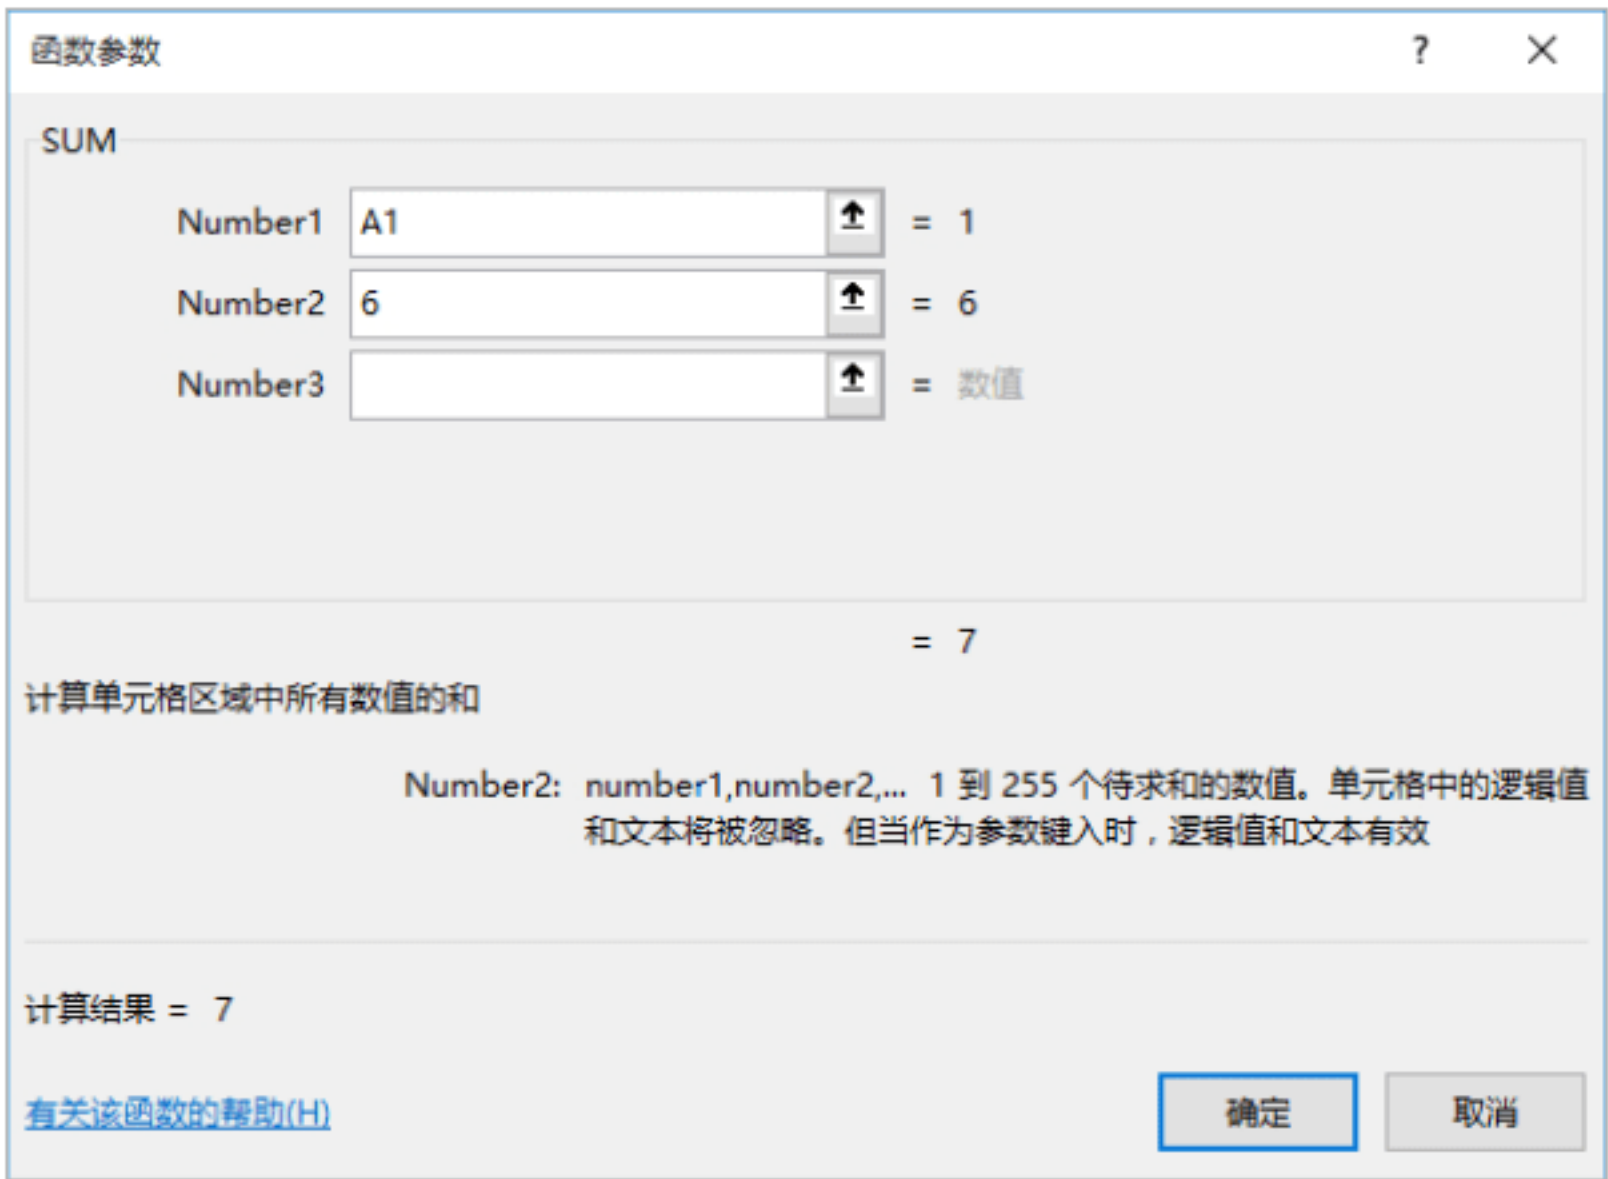 函数参数
?
SUM
Number1 A1 = 1
Number2 6 = 6
Number3 = 数值
= 7
计算单元格区域中所有数值的和
Number2: number1,number2,... 1 到 255 个待求和的数值。单元格中的逻辑值
和文本将被忽略。但当作为参数键入时，逻辑值和文本有效
计算结果 = 7
有关该函数的帮助(H)
确定 取消